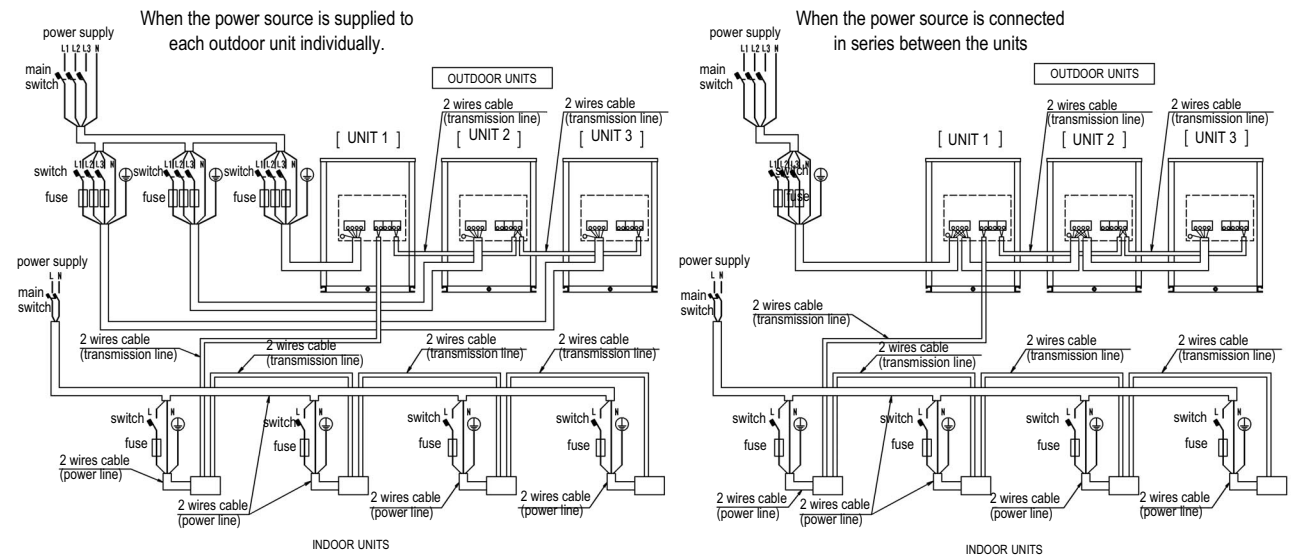 When the power source is supplied to
each outdoor unit individually.
power supply
L1 L2 L3 N
main
switch
OUTDOOR UNITS
2 wires cable
(transmission line)
2 wires cable
(transmission line)
[ UNIT 1 ]
[ UNIT 2 ]
[ UNIT 3 ]
L1 L2 L3 N
switch
fuse
L1 L2 L3 N
switch
fuse
L1 L2 L3 N
switch
fuse
power supply
L N
main
switch
2 wires cable
(transmission line)
2 wires cable
(transmission line)
2 wires cable
(transmission line)
2 wires cable
(transmission line)
L N
switch
fuse
L N
switch
fuse
L N
switch
fuse
L N
switch
fuse
2 wires cable
(power line)
2 wires cable
(power line)
2 wires cable
(power line)
2 wires cable
(power line)
INDOOR UNITS
When the power source is connected
in series between the units
power supply
L1 L2 L3 N
main
switch
OUTDOOR UNITS
2 wires cable
(transmission line)
2 wires cable
(transmission line)
[ UNIT 1 ]
[ UNIT 2 ]
[ UNIT 3 ]
L1 L2 L3 N
switch
fuse
power supply
L N
main
switch
2 wires cable
(transmission line)
2 wires cable
(transmission line)
2 wires cable
(transmission line)
2 wires cable
(transmission line)
L N
switch
fuse
L N
switch
fuse
L N
switch
fuse
L N
switch
fuse
2 wires cable
(power line)
2 wires cable
(power line)
2 wires cable
(power line)
2 wires cable
(power line)
INDOOR UNITS